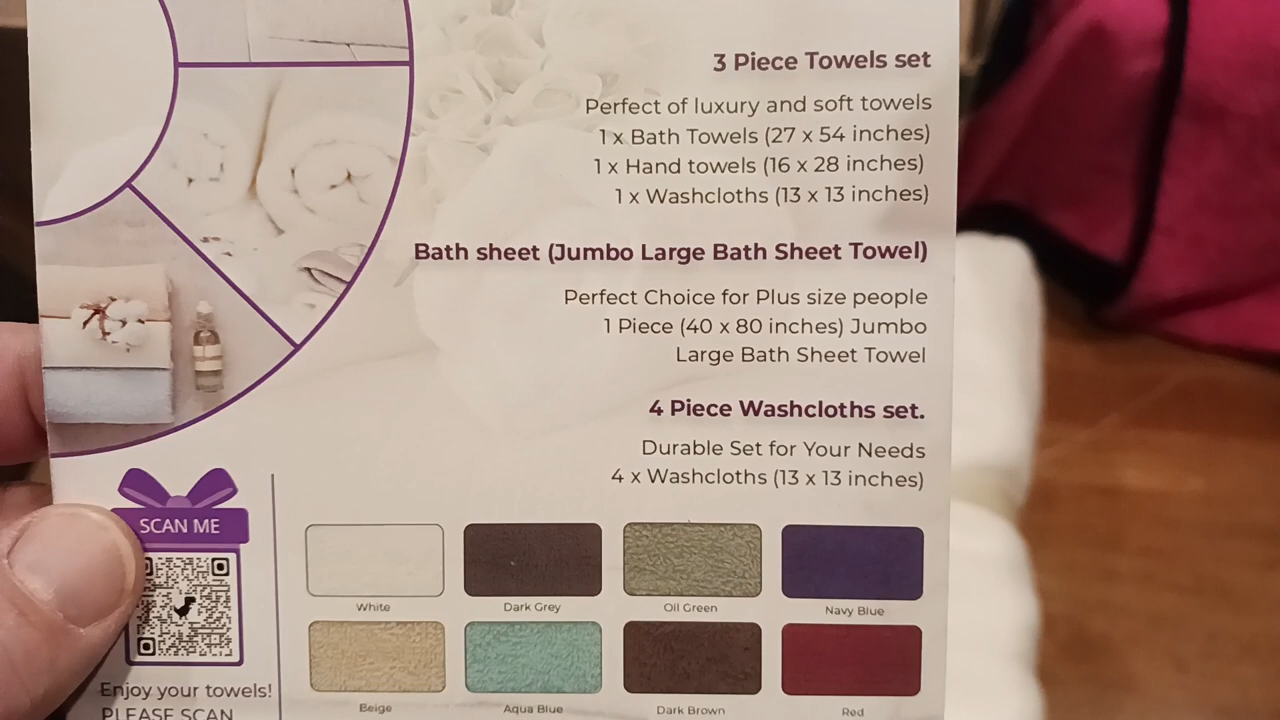 3 Piece Towels set
Perfect of luxury and soft towels
1 x Bath Towels (27 x 54 inches)
1 x Hand towels (16 x 28 inches)
1 x Washcloths (13 x 13 inches)
Bath sheet (Jumbo Large Bath Sheet Towel)
Perfect Choice for Plus size people
1 Piece (40 x 80 inches) Jumbo
Large Bath Sheet Towel
4 Piece Washcloths set.
Durable Set for Your Needs
4 x Washcloths (13 x 13 inches)
SCAN ME
Enjoy your towels!
PLEASE SCAN
White
Dark Grey
Oil Green
Navy Blue
Beige
Aqua Blue
Dark Brown
Red